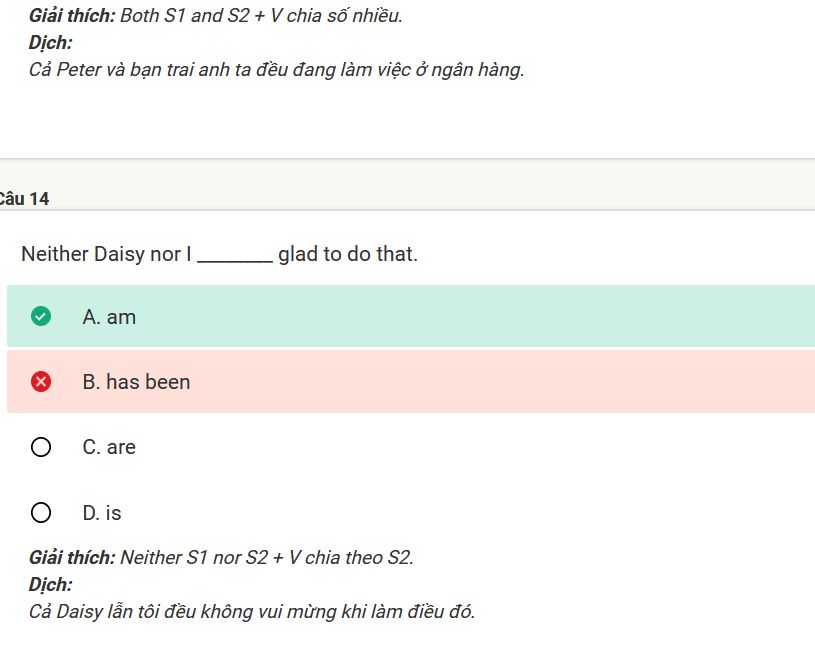 Giải thích: Both S1 and S2 + V chia số nhiều.
Dịch:
Cả Peter và bạn trai anh ta đều đang làm việc ở ngân hàng.
Câu 14
Neither Daisy nor I ________ glad to do that.
A. am
B. has been
C. are
D. is
Giải thích: Neither S1 nor S2 + V chia theo S2.
Dịch:
Cả Daisy lẫn tôi đều không vui mừng khi làm điều đó.